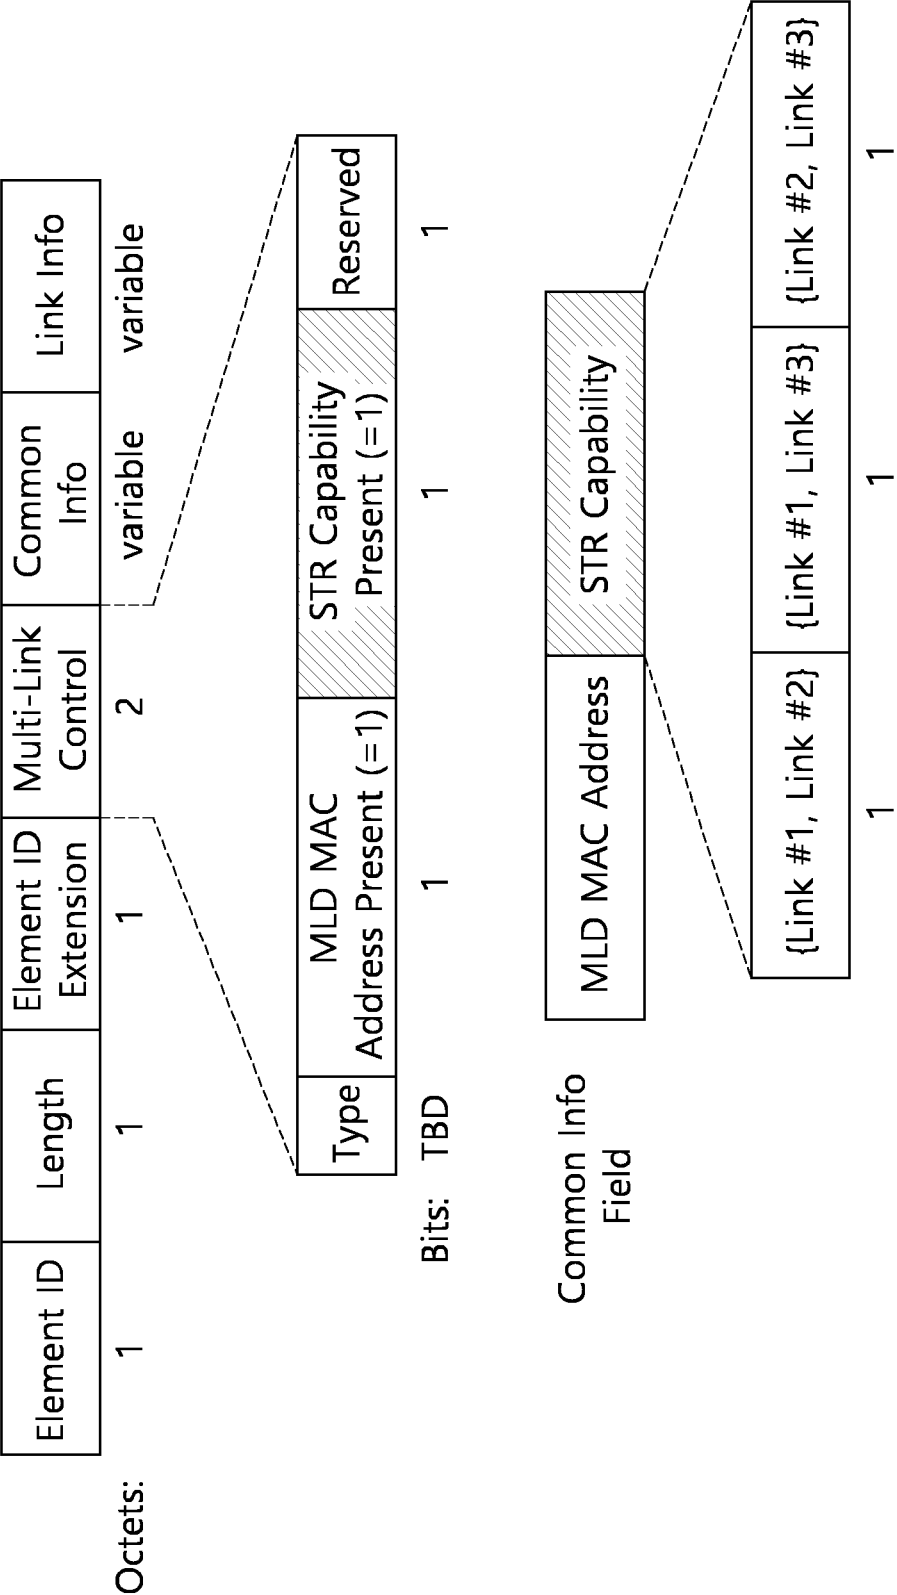 Element ID
Length
Element ID
Extension
Multi-Link
Control
Common
Info
Link Info
Octets:
1
1
1
2
variable
variable
Type
MLD MAC
Address Present (=1)
STR Capability
Present (=1)
Reserved
Bits:
TBD
1
1
1
Common Info
Field
MLD MAC Address
STR Capability
{Link #1, Link #2}
{Link #1, Link #3}
{Link #2, Link #3}
1
1
1